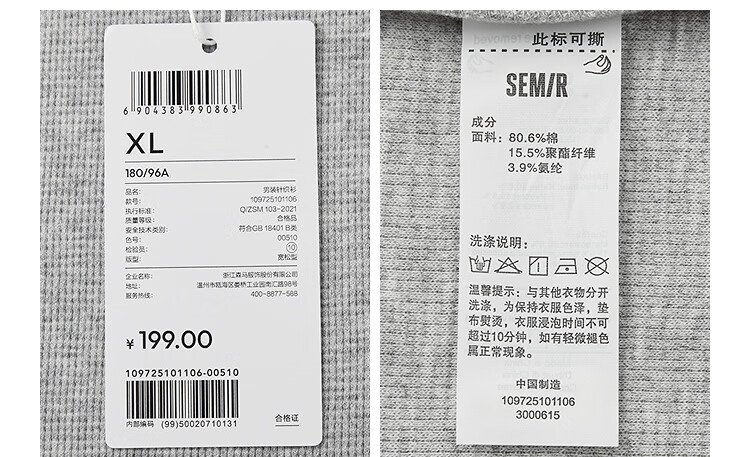 6 904383 990863
XL
180/96A
品名: 男装针织衫
款号: 109725101106
执行标准: Q/ZSM 103-2021
质量等级: 合格品
安全技术类别: 符合GB 18401 B类
色号: 00510
检验品: 10
版型: 宽松型
企业名称: 浙江森马服饰股份有限公司
地址: 温州市瓯海区娄桥工业园南汇路98号
服务热线: 400-8877-588
¥ 199.00
109725101106-00510
内部编码 (99)50020710131
合格证
此标可撕
SEMIR
成分
面料: 80.6%棉
15.5%聚酯纤维
3.9%氨纶
洗涤说明:
温馨提示: 与其他衣物分开
洗涤, 为保持衣服色泽, 垫
布熨烫, 衣服浸泡时间不可
超过10分钟, 如有轻微褪色
属正常现象。
中国制造
109725101106
3000615